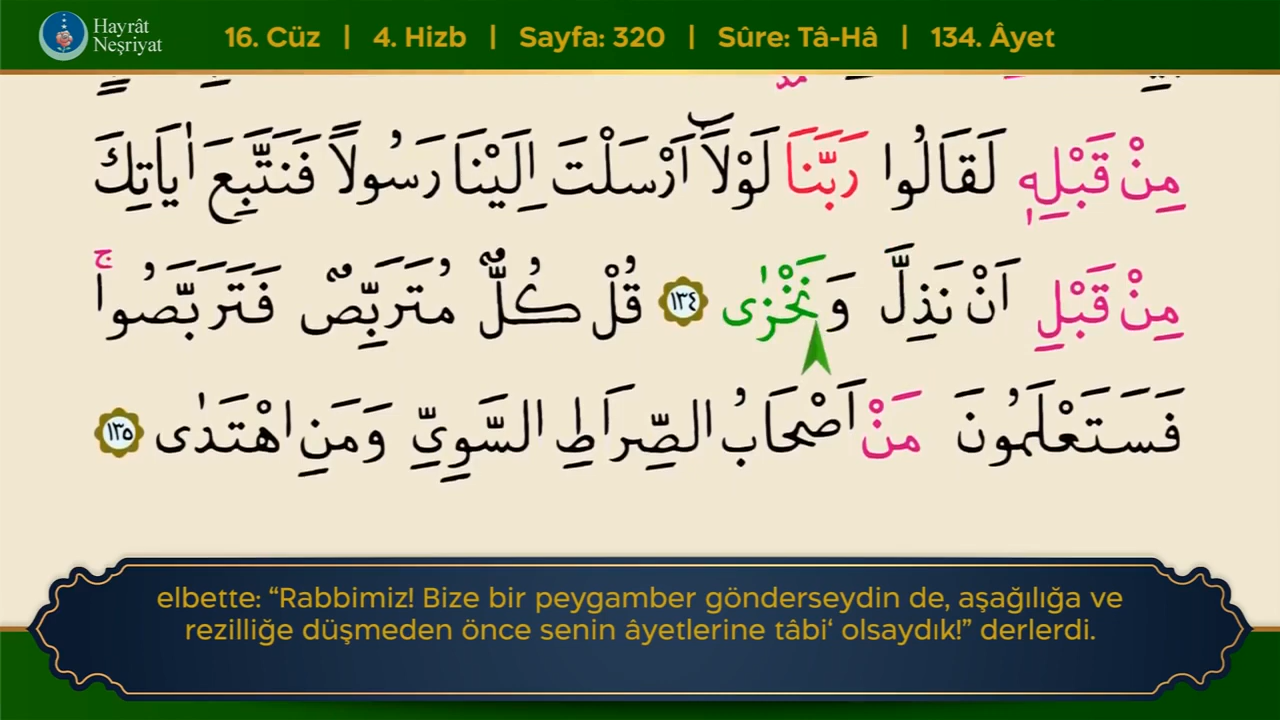 Hayrât
Neşriyat
16. Cüz | 4. Hizb | Sayfa: 320 | Sûre: Tâ-Hâ | 134. Âyet
مِنْ قَبْلِهٖ لَقَالُوا رَبَّنَا لَوْلَٓا اَرْسَلْتَ اِلَيْنَا رَسُولًا فَنَتَّبِعَ اٰيَاتِكَ
مِنْ قَبْلِ اَنْ نَذِلَّ وَنَخْزٰى ﴿١٣٤﴾ قُلْ كُلٌّ مُتَرَبِّصٌ فَتَرَبَّصُواۚ
فَسَتَعْلَمُونَ مَنْ اَصْحَابُ الصِّرَاطِ السَّوِيِّ وَمَنِ اهْتَدٰى ﴿١٣٥﴾
elbette: “Rabbimiz! Bize bir peygamber gönderseydin de, aşağılığa ve
rezilliğe düşmeden önce senin âyetlerine tâbi‘ olsaydık!” derlerdi.